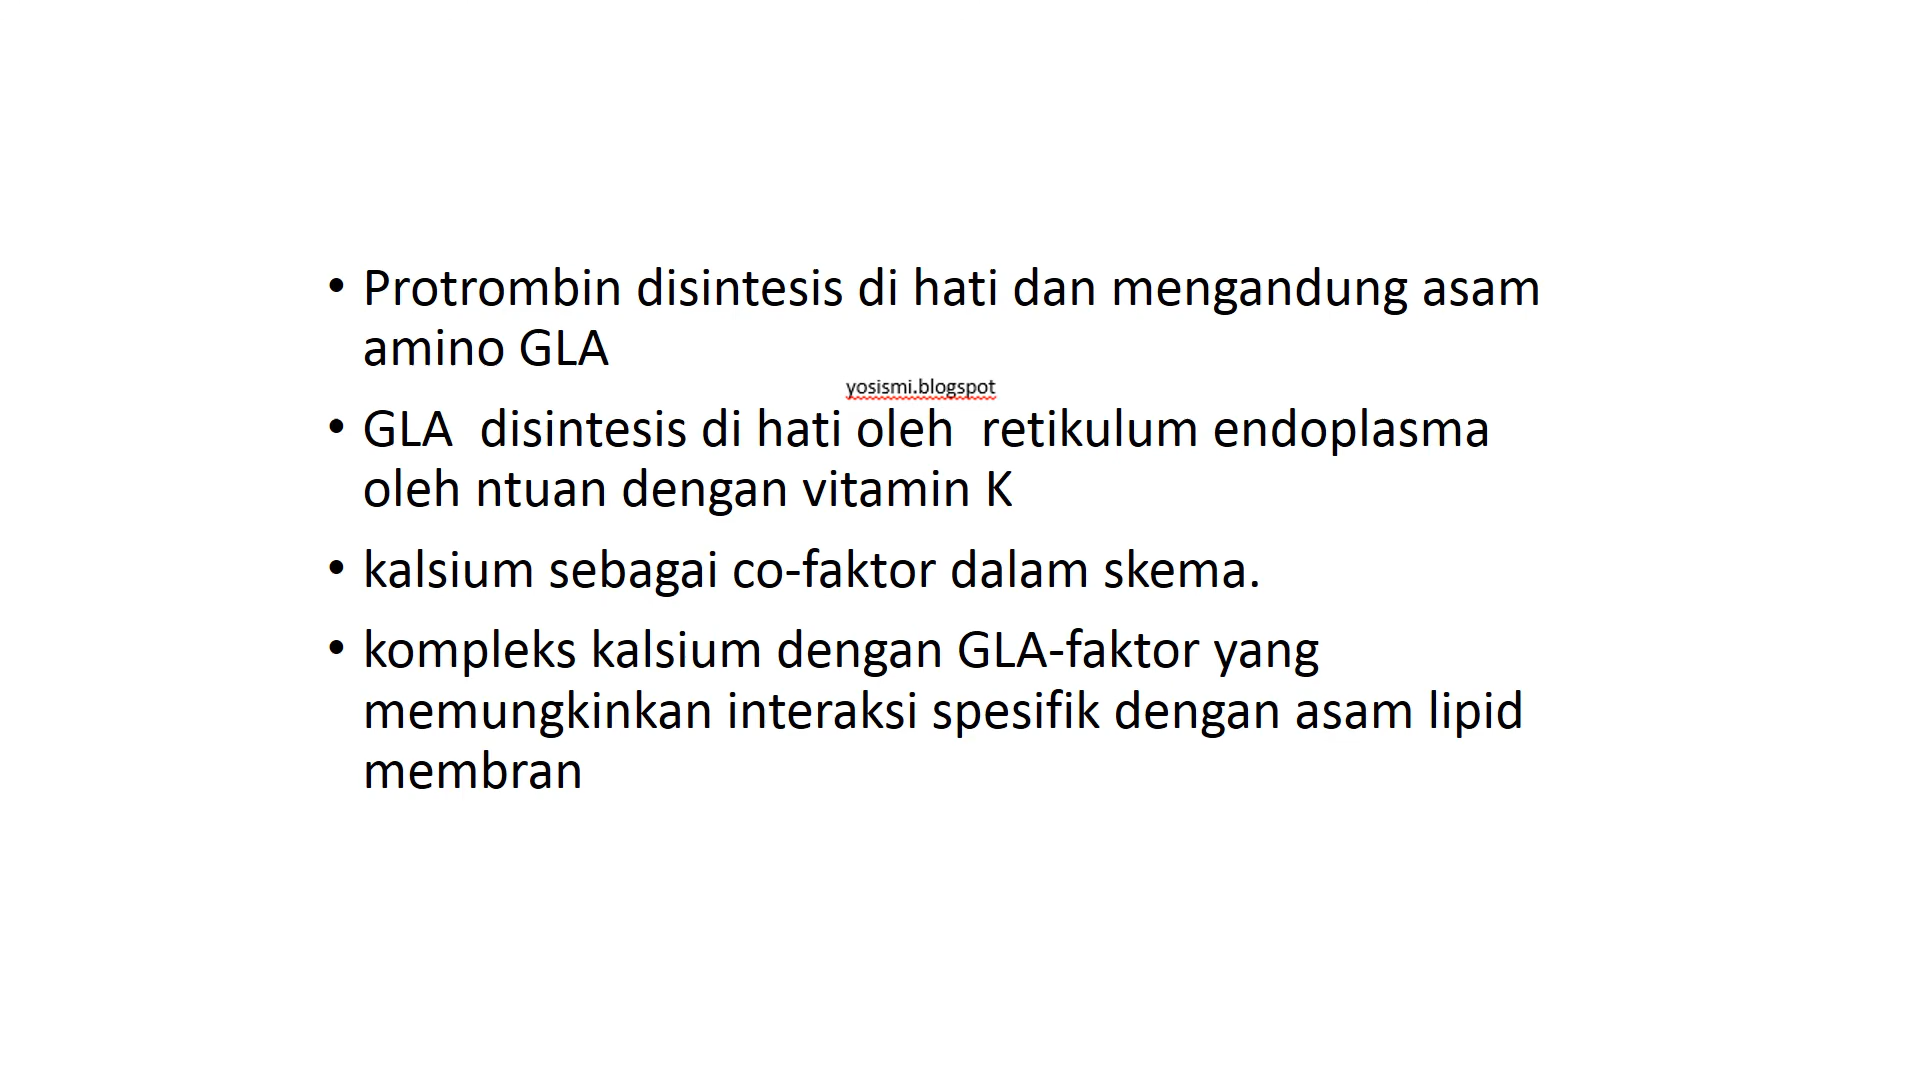 • Protrombin disintesis di hati dan mengandung asam
amino GLA
yosismi.blogspot
• GLA  disintesis di hati oleh  retikulum endoplasma
oleh ntuan dengan vitamin K
• kalsium sebagai co-faktor dalam skema.
• kompleks kalsium dengan GLA-faktor yang
memungkinkan interaksi spesifik dengan asam lipid
membran